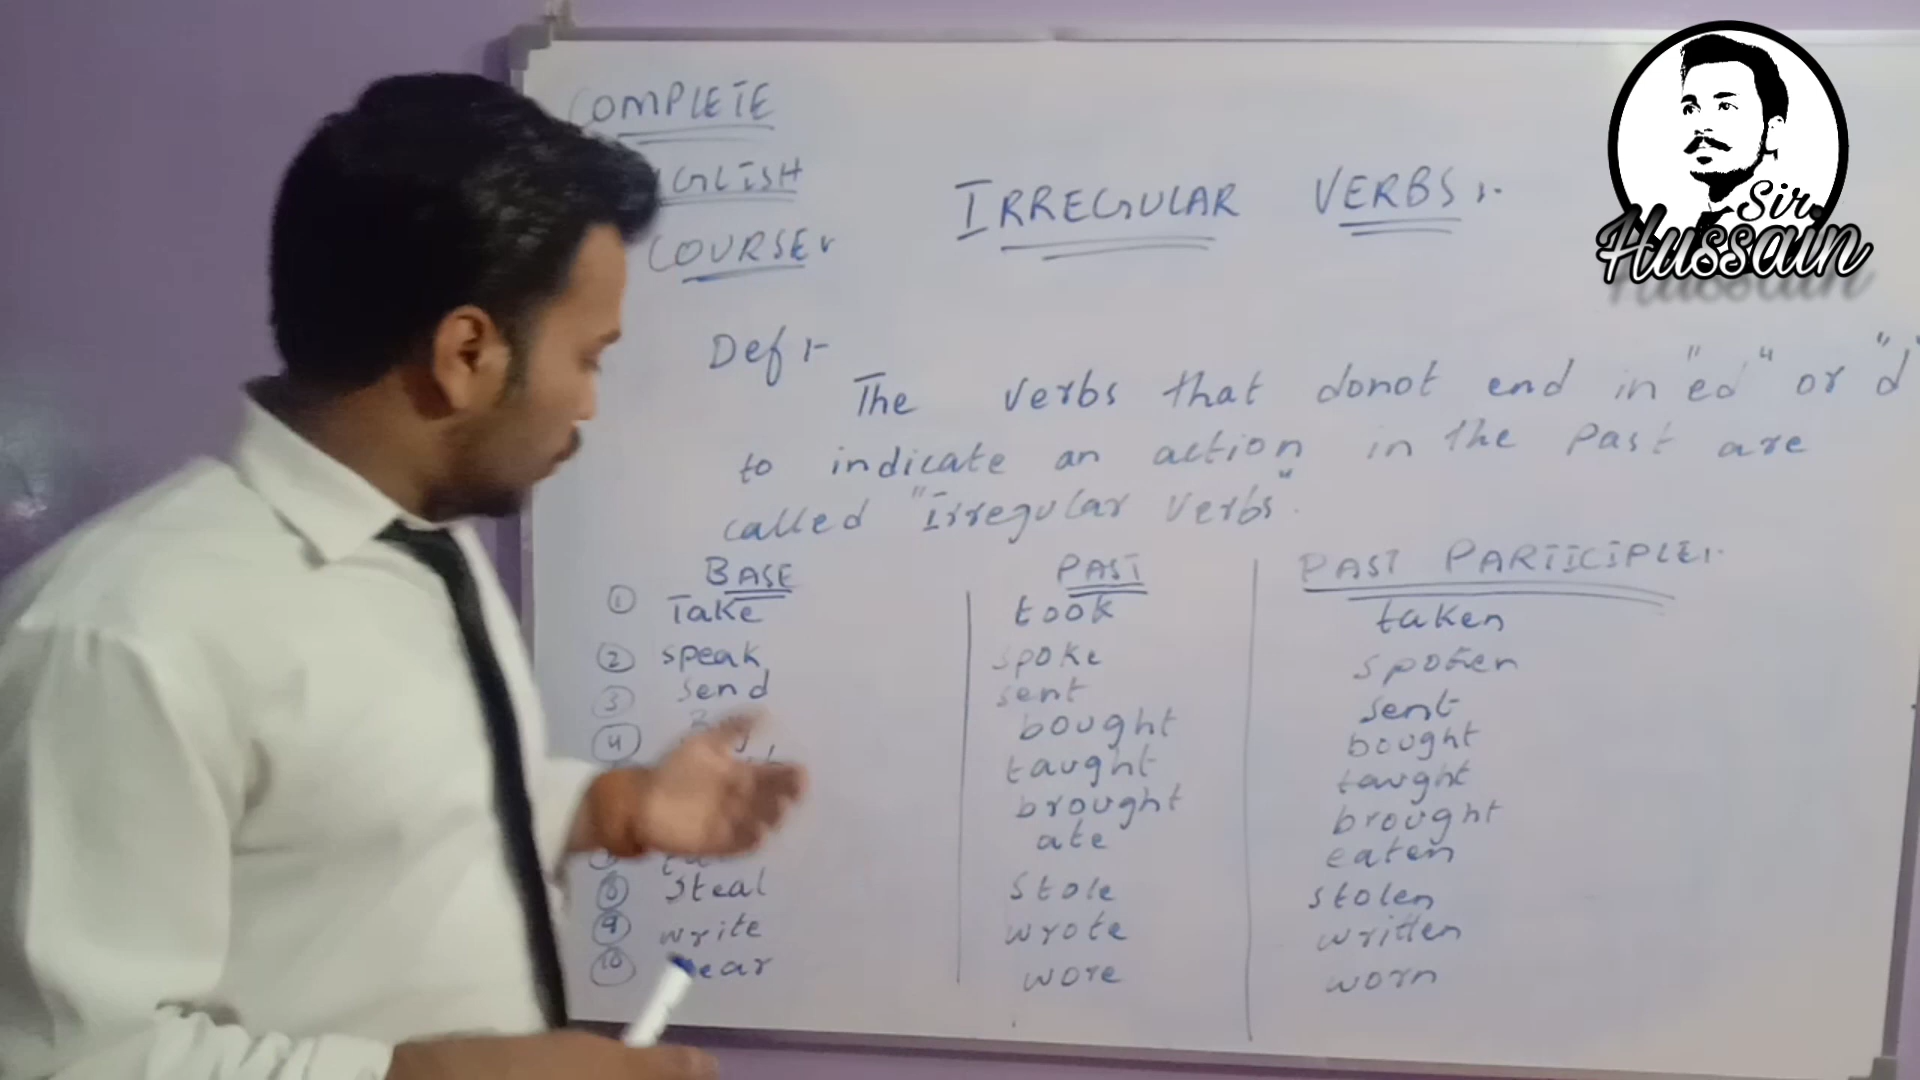 COMPLETE
COURSE
IRREGULAR VERBS:-
Sir
Hussain
Def:-
The verbs that donot end in "ed" or "d"
to indicate an action in the Past are
called "Irregular verbs".
BASE PAST PAST PARTICIPLE:-
① Take took taken
② speak spoke spoken
③ send sent sent
④ bought bought
taught taught
brought brought
ate eaten
⑧ steal stole stolen
⑨ write wrote written
⑩ wore worn